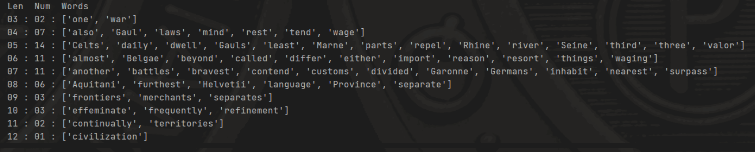 Len Num Words
03 : 02 : ['one', 'war']
04 : 07 : ['also', 'Gaul', 'laws', 'mind', 'rest', 'tend', 'wage']
05 : 14 : ['Celts', 'daily', 'dwell', 'Gauls', 'least', 'Marne', 'parts', 'repel', 'Rhine', 'river', 'Seine', 'third', 'three', 'valor']
06 : 11 : ['almost', 'Belgae', 'beyond', 'called', 'differ', 'either', 'import', 'reason', 'resort', 'things', 'waging']
07 : 11 : ['another', 'battles', 'bravest', 'contend', 'customs', 'divided', 'Garonne', 'Germans', 'inhabit', 'nearest', 'surpass']
08 : 06 : ['Aquitani', 'furthest', 'Helvetii', 'language', 'Province', 'separate']
09 : 03 : ['frontiers', 'merchants', 'separates']
10 : 03 : ['effeminate', 'frequently', 'refinement']
11 : 02 : ['continually', 'territories']
12 : 01 : ['civilization']